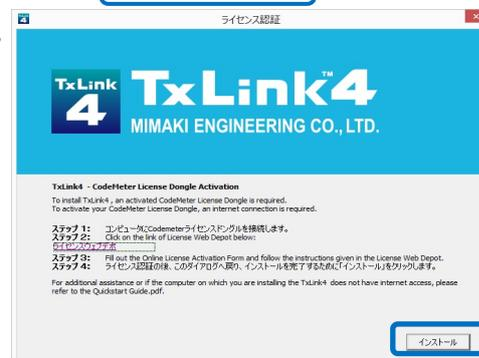 ライセンス認証
TxLink 4
TxLink™4
MIMAKI ENGINEERING CO., LTD.
TxLink4 - CodeMeter License Dongle Activation
To install TxLink4 , an activated CodeMeter License Dongle is required.
To activate your CodeMeter License Dongle, an internet connection is required.
ステップ 1: コンピュータにCodemeterライセンスドングルを接続します。
ステップ 2: Click on the link of License Web Depot below:
ライセンスウェブデポ
ステップ 3: Fill out the Online License Activation Form and follow the instructions given in the License Web Depot.
ステップ 4: ライセンス認証の後、このダイアログへ戻り、インストールを完了するために「インストール」をクリックします。
For additional assistance or if the computer on which you are installing the TxLink4 does not have internet access, please
refer to the Quickstart Guide.pdf.
インストール